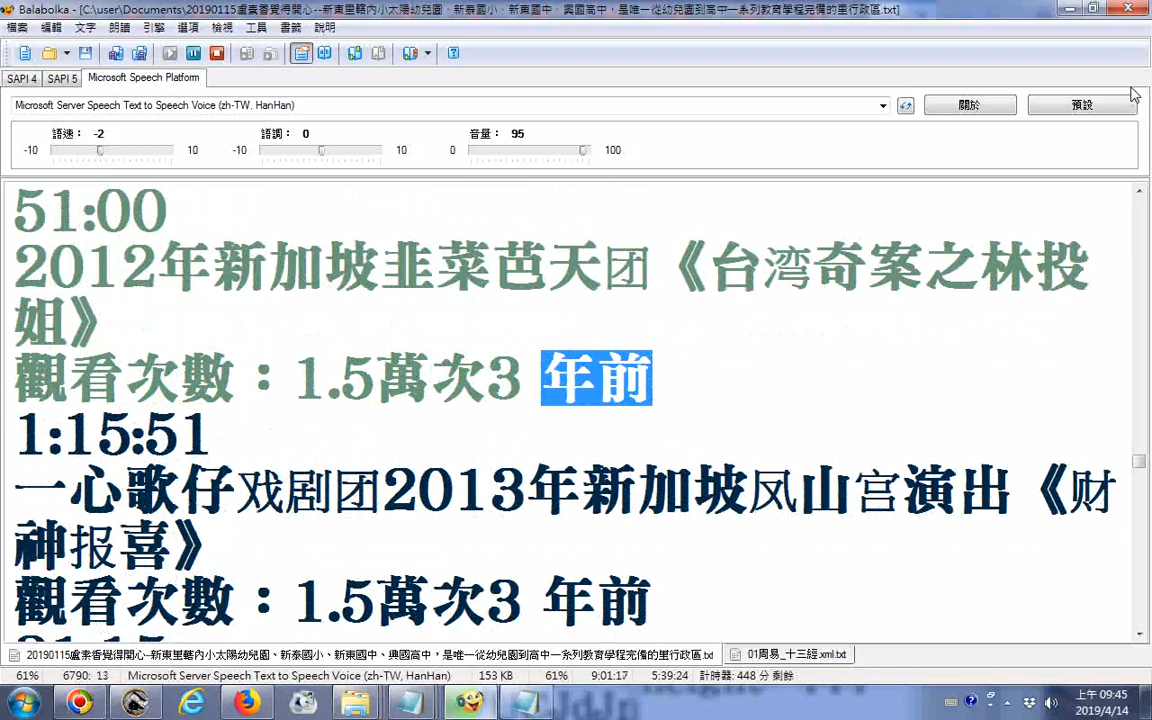 Balabolka - [C:\user\Documents\20190115盧素香覺得開心--新東里轄內小太陽幼兒園、新泰國小、新東國中、興國高中，是唯一從幼兒園到高中一系列教育學程完備的里行政區.txt]
檔案 編輯 文字 朗讀 引擎 選項 檢視 工具 書籤 說明
SAPI 4 SAPI 5 Microsoft Speech Platform
Microsoft Server Speech Text to Speech Voice (zh-TW, HanHan) 關於 預設
語速： -2 語調： 0 音量： 95
-10 10 -10 10 0 100
51:00
2012年新加坡韭菜芭天团《台湾奇案之林投
姐》
觀看次數：1.5萬次3 年前
1:15:51
一心歌仔戏剧团2013年新加坡凤山宫演出《财
神报喜》
觀看次數：1.5萬次3 年前
20190115盧素香覺得開心--新東里轄內小太陽幼兒園、新泰國小、新東國中、興國高中，是唯一從幼兒園到高中一系列教育學程完備的里行政區.txt 01周易_十三經.xml.txt
61% 6790: 13 Microsoft Server Speech Text to Speech Voice (zh-TW, HanHan) 153 KB 61% 9:01:17 5:39:24 計時器: 448 分 剩餘
上午 09:45
2019/4/14